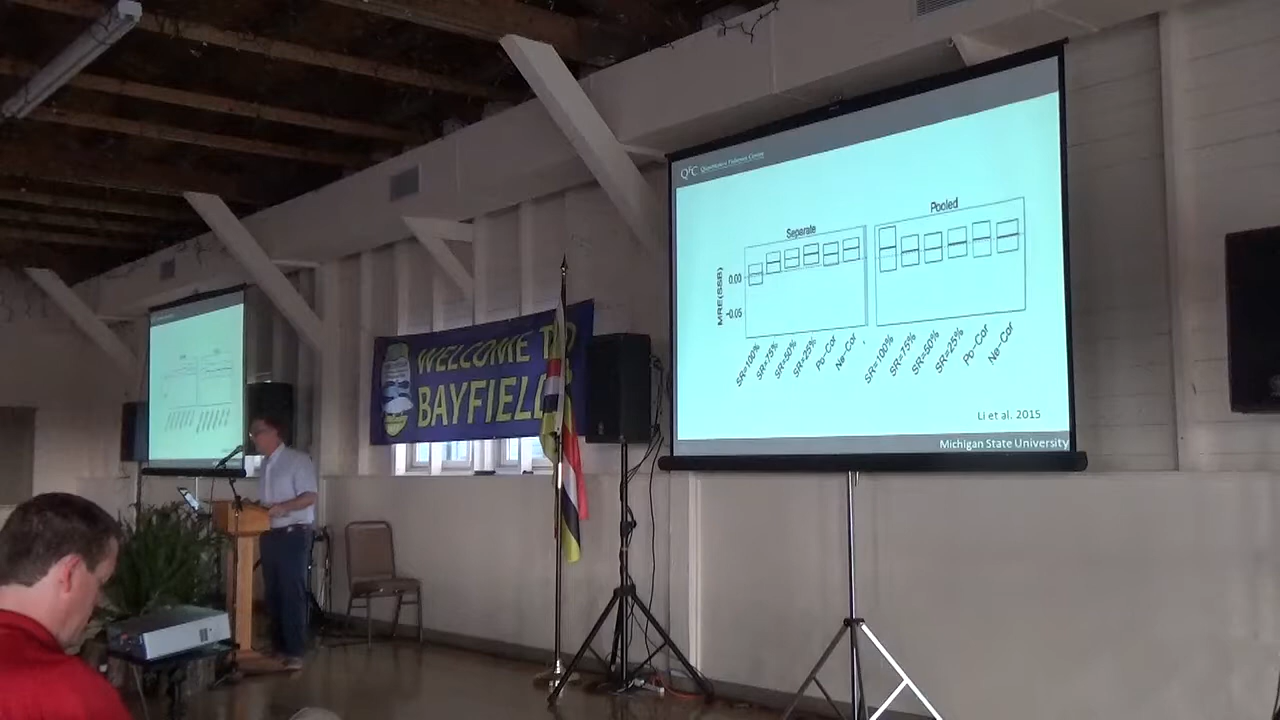 QFC Quantitative Fisheries Center
Separate
Pooled
MRE(SSB)
0.00
-0.05
SR=100%
SR=75%
SR=50%
SR=25%
Po-Cor
Ne-Cor
SR=100%
SR=75%
SR=50%
SR=25%
Po-Cor
Ne-Cor
Li et al. 2015
Michigan State University
WELCOME TO
BAYFIELD